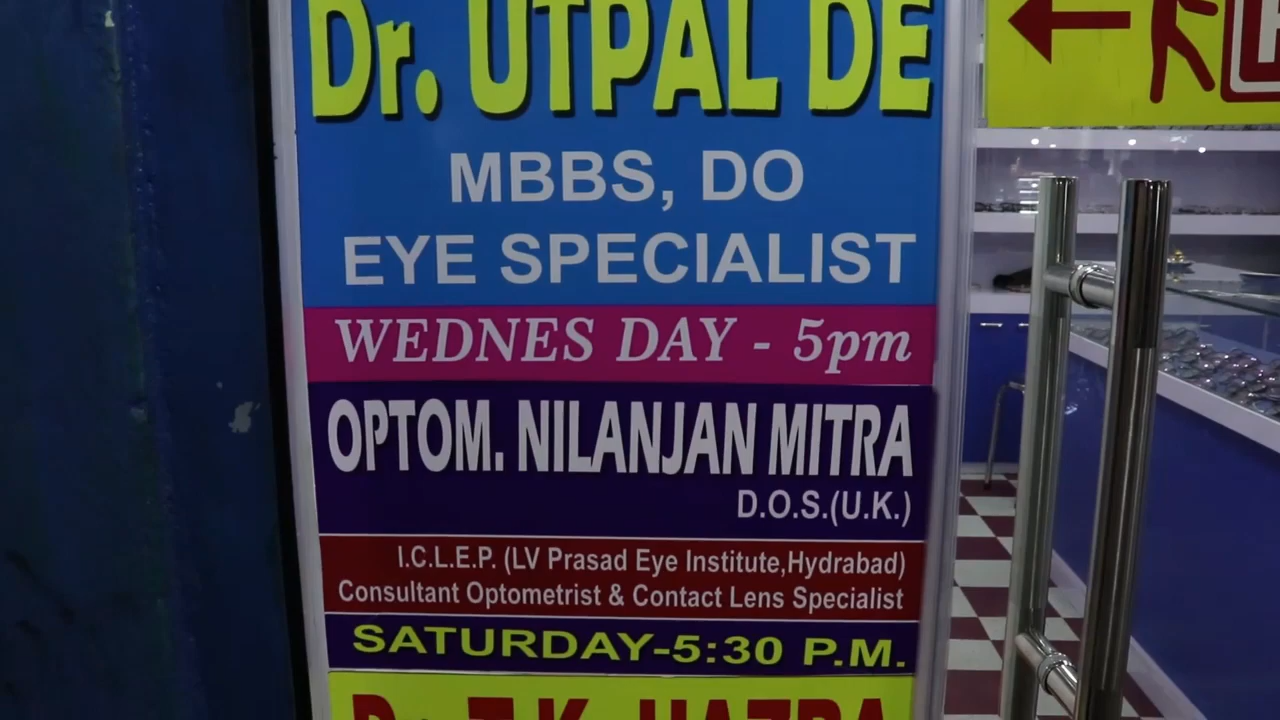 Dr. UTPAL DE
MBBS, DO
EYE SPECIALIST
WEDNES DAY - 5pm
OPTOM. NILANJAN MITRA
D.O.S.(U.K.)
I.C.L.E.P. (LV Prasad Eye Institute,Hydrabad)
Consultant Optometrist & Contact Lens Specialist
SATURDAY-5:30 P.M.